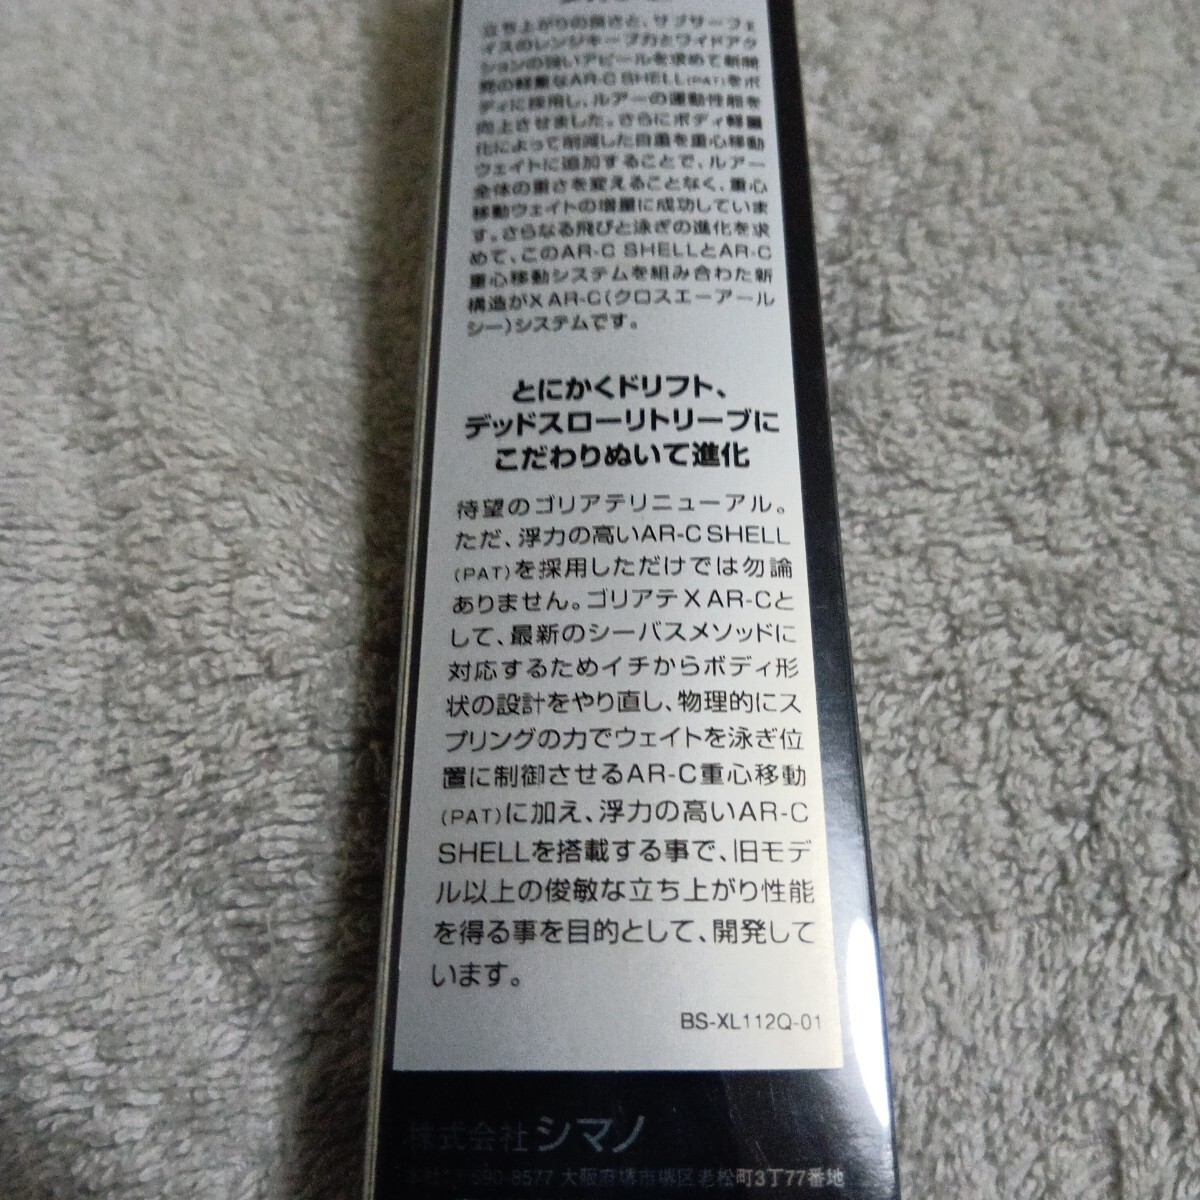 立ち上がりの良さと、サブサーフェ
イスのレンジキープ力とワイドアク
ションの強いアピールを求めて新開
発の軽量なAR-C SHELL(PAT)をボ
ディに採用し、ルアーの運動性能を
向上させました。さらにボディ軽量
化によって削減した自重を重心移動
ウェイトに追加することで、ルアー
全体の重さを変えることなく、重心
移動ウェイトの増量に成功していま
す。さらなる飛びと泳ぎの進化を求
めて、このAR-C SHELLとAR-C
重心移動システムを組み合わた新
構造がX AR-C(クロスエーアール
シー)システムです。
とにかくドリフト、
デッドスローリトリーブに
こだわりぬいて進化
待望のゴリアテリニューアル。
ただ、浮力の高いAR-C SHELL
(PAT)を採用しただけでは勿論
ありません。ゴリアテ X AR-Cと
して、最新のシーバスメソッドに
対応するためイチからボディ形
状の設計をやり直し、物理的にス
プリングの力でウェイトを泳ぎ位
置に制御させるAR-C重心移動
(PAT)に加え、浮力の高いAR-C
SHELLを搭載する事で、旧モデ
ル以上の俊敏な立ち上がり性能
を得る事を目的として、開発して
います。
BS-XL112Q-01
株式会社 シマノ
590-8577 大阪府堺市堺区老松町3丁77番地